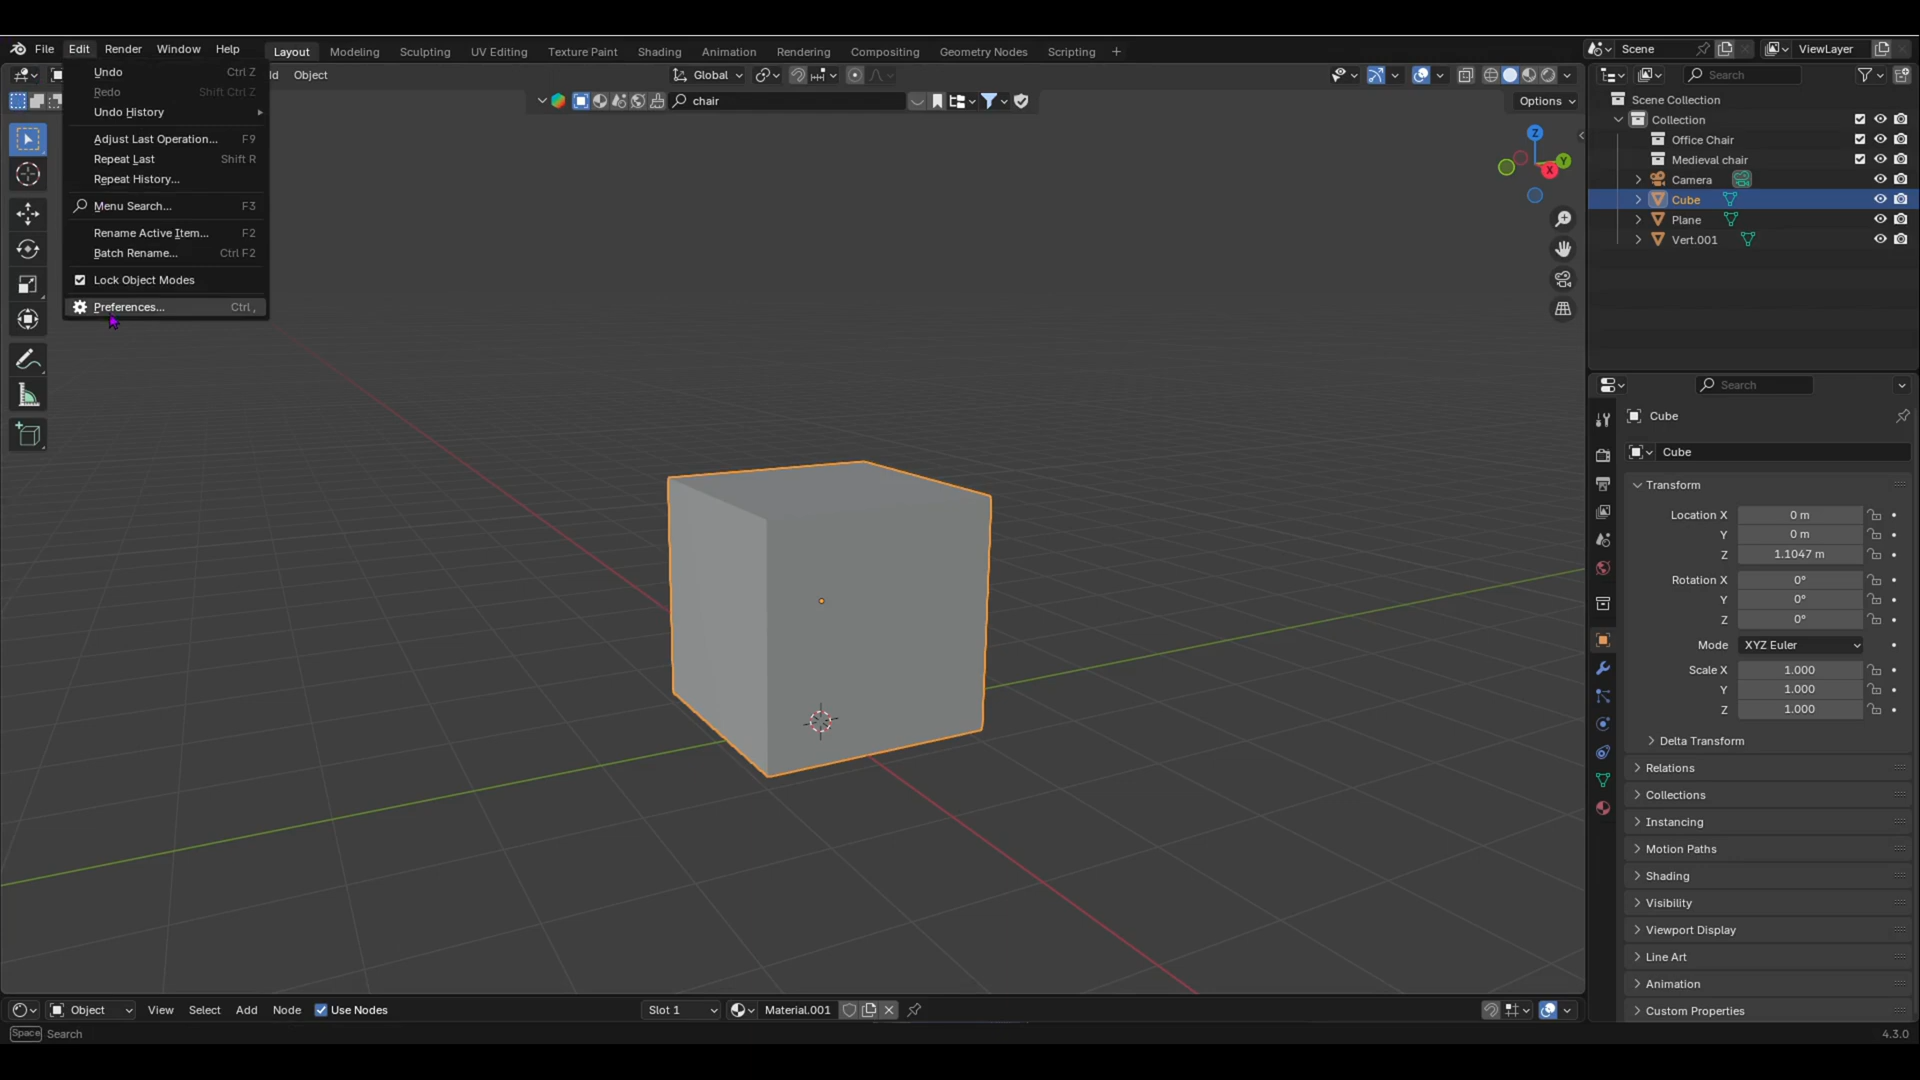 File Edit Render Window Help Layout Modeling Sculpting UV Editing Texture Paint Shading Animation Rendering Compositing Geometry Nodes Scripting + Scene ViewLayer
ld Object Global Search
chair Options
Undo Ctrl Z
Redo Shift Ctrl Z
Undo History
Adjust Last Operation... F9
Repeat Last Shift R
Repeat History...
Menu Search... F3
Rename Active Item... F2
Batch Rename... Ctrl F2
Lock Object Modes
Preferences... Ctrl ,
Z
Y
X
Scene Collection
Collection
Office Chair
Medieval chair
Camera
Cube
Plane
Vert.001
Search
Cube
Cube
Transform
Location X 0 m
Y 0 m
Z 1.1047 m
Rotation X 0°
Y 0°
Z 0°
Mode XYZ Euler
Scale X 1.000
Y 1.000
Z 1.000
Delta Transform
Relations
Collections
Instancing
Motion Paths
Shading
Visibility
Viewport Display
Line Art
Animation
Custom Properties
Object View Select Add Node Use Nodes Slot 1 Material.001
Space Search 4.3.0